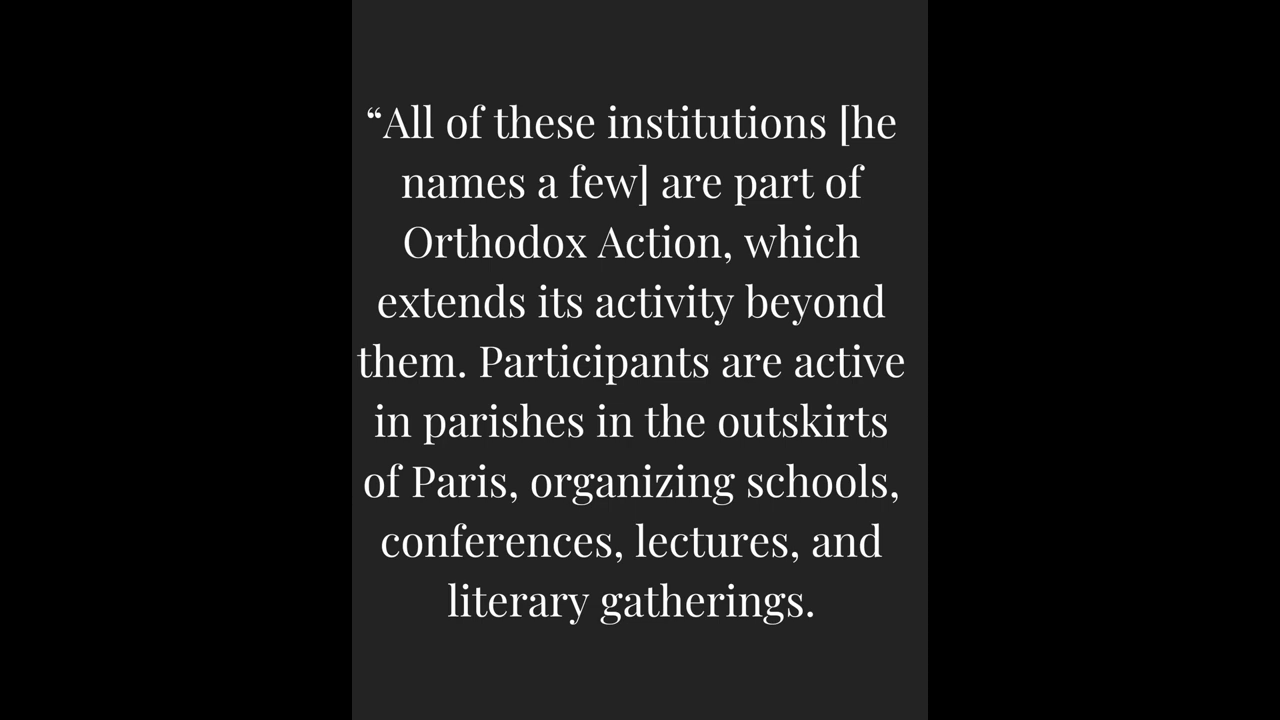 “All of these institutions [he
names a few] are part of
Orthodox Action, which
extends its activity beyond
them. Participants are active
in parishes in the outskirts
of Paris, organizing schools,
conferences, lectures, and
literary gatherings.